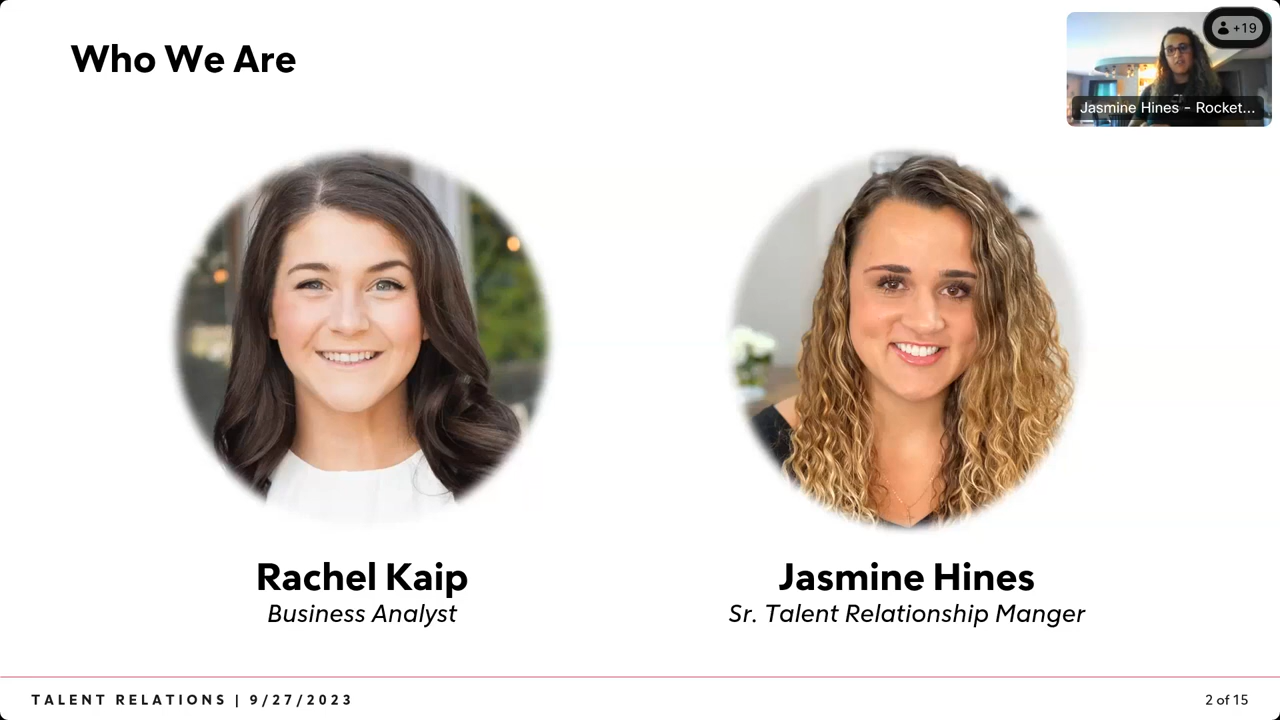 Who We Are
+19
Jasmine Hines - Rocket...
Rachel Kaip
Business Analyst
Jasmine Hines
Sr. Talent Relationship Manger
TALENT RELATIONS | 9/27/2023
2 of 15